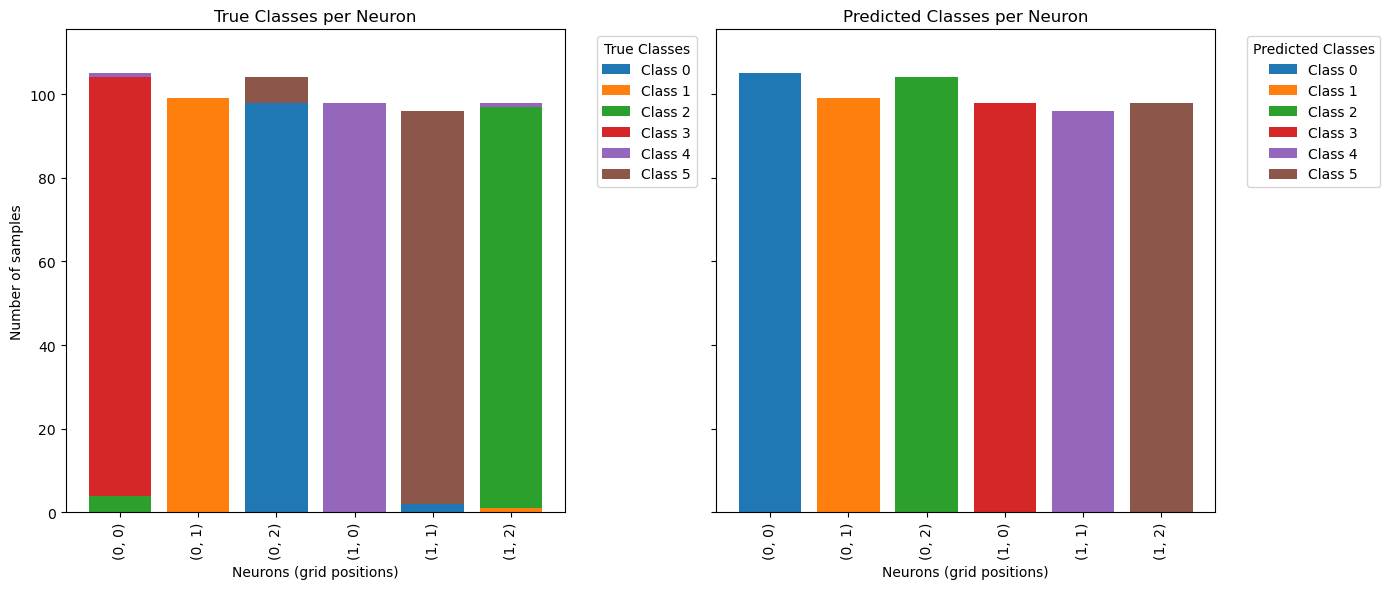 True Classes per Neuron
Number of samples
100
80
60
40
20
0
(0, 0)
(0, 1)
(0, 2)
(1, 0)
(1, 1)
(1, 2)
Neurons (grid positions)
True Classes
Class 0
Class 1
Class 2
Class 3
Class 4
Class 5
Predicted Classes per Neuron
(0, 0)
(0, 1)
(0, 2)
(1, 0)
(1, 1)
(1, 2)
Neurons (grid positions)
Predicted Classes
Class 0
Class 1
Class 2
Class 3
Class 4
Class 5